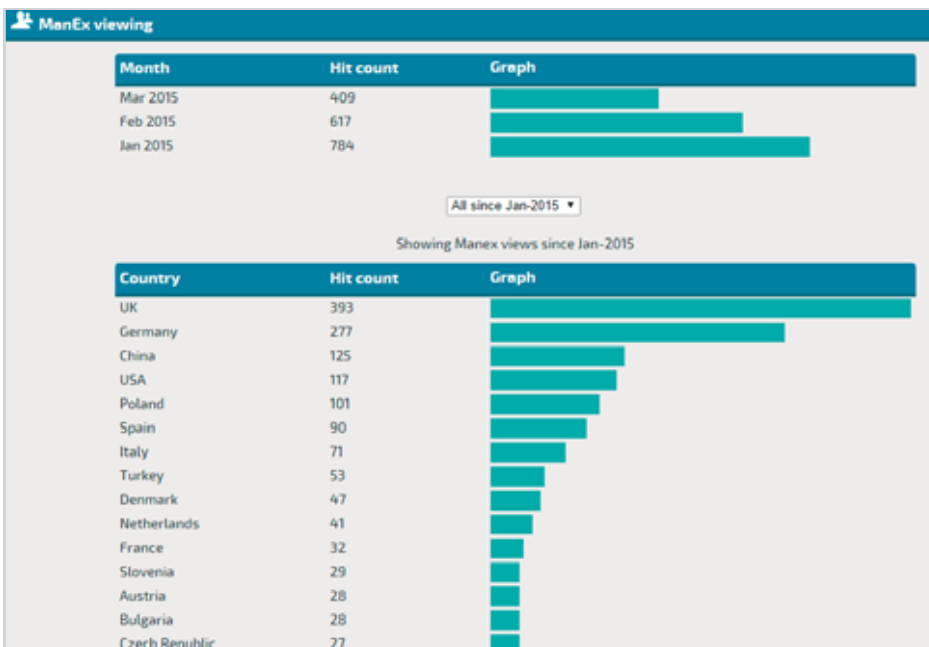 ManEx viewing
Month Hit count Graph
Mar 2015 409
Feb 2015 617
Jan 2015 784
All since Jan-2015
Showing Manex views since Jan-2015
Country Hit count Graph
UK 393
Germany 277
China 125
USA 117
Poland 101
Spain 90
Italy 71
Turkey 53
Denmark 47
Netherlands 41
France 32
Slovenia 29
Austria 28
Bulgaria 28
Czech Republic 27